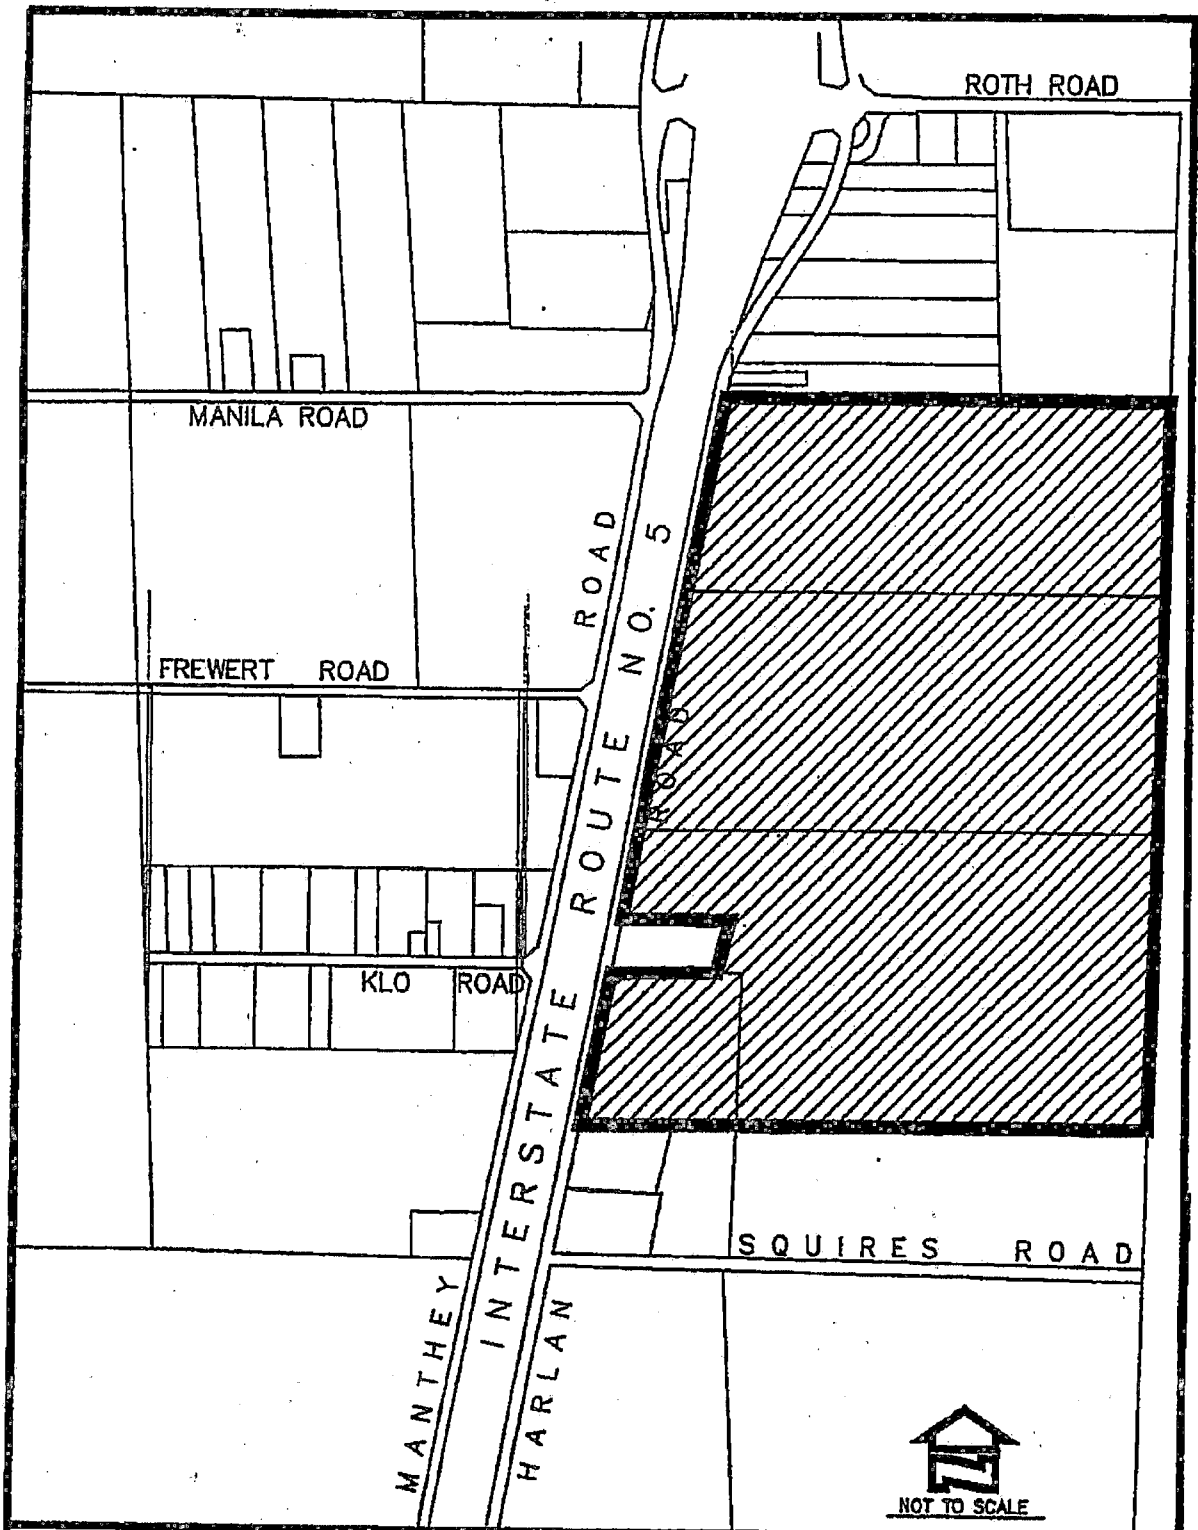 ROTH ROAD
MANILA ROAD
FREWERT ROAD
KLO ROAD
MANTHEY ROAD
INTERSTATE ROUTE NO. 5
HARLAN ROAD
SQUIRES ROAD
N
NOT TO SCALE